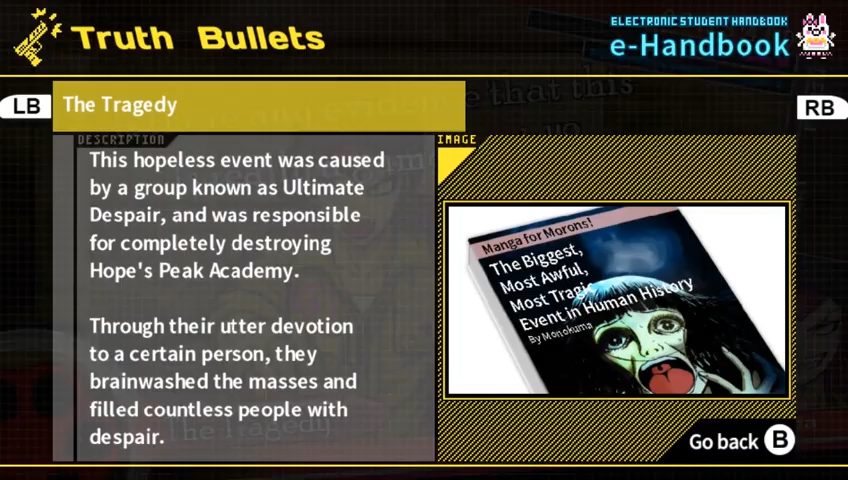 Truth Bullets
ELECTRONIC STUDENT HANDBOOK
e-Handbook
LB
The Tragedy
RB
DESCRIPTION
This hopeless event was caused
by a group known as Ultimate
Despair, and was responsible
for completely destroying
Hope's Peak Academy.
Through their utter devotion
to a certain person, they
brainwashed the masses and
filled countless people with
despair.
IMAGE
Manga for Morons!
The Biggest,
Most Awful,
Most Tragic
Event in Human History
By Monokuma
The Tragedy
Go back B